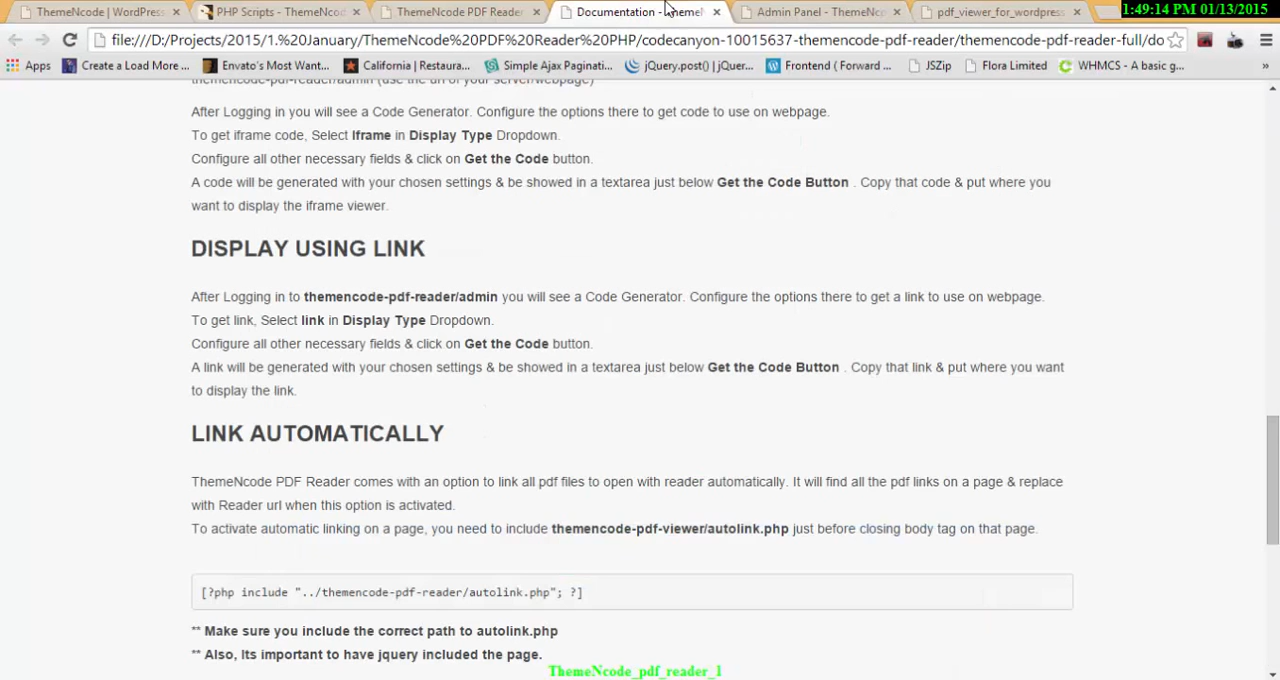 ThemeNcode | WordPress
PHP Scripts - ThemeNcod
ThemeNcode PDF Reader
Documentation - ThemeN
Admin Panel - ThemeNc
pdf_viewer_for_wordpress
1:49:14 PM 01/13/2015
file:///D:/Projects/2015/1.%20January/ThemeNcode%20PDF%20Reader%20PHP/codecanyon-10015637-themencode-pdf-reader/themencode-pdf-reader-full/do
Apps
Create a Load More ...
Envato's Most Want...
California | Restaura...
Simple Ajax Paginati...
jQuery.post() | jQuer...
Frontend ( Forward ...
JSZip
Flora Limited
WHMCS - A basic g...
»
themencode-pdf-reader/admin (use the url of your server/webpage)
After Logging in you will see a Code Generator. Configure the options there to get code to use on webpage.
To get iframe code, Select Iframe in Display Type Dropdown.
Configure all other necessary fields & click on Get the Code button.
A code will be generated with your chosen settings & be showed in a textarea just below Get the Code Button . Copy that code & put where you
want to display the iframe viewer.
DISPLAY USING LINK
After Logging in to themencode-pdf-reader/admin you will see a Code Generator. Configure the options there to get a link to use on webpage.
To get link, Select link in Display Type Dropdown.
Configure all other necessary fields & click on Get the Code button.
A link will be generated with your chosen settings & be showed in a textarea just below Get the Code Button . Copy that link & put where you want
to display the link.
LINK AUTOMATICALLY
ThemeNcode PDF Reader comes with an option to link all pdf files to open with reader automatically. It will find all the pdf links on a page & replace
with Reader url when this option is activated.
To activate automatic linking on a page, you need to include themencode-pdf-viewer/autolink.php just before closing body tag on that page.
[?php include "../themencode-pdf-reader/autolink.php"; ?]
** Make sure you include the correct path to autolink.php
** Also, Its important to have jquery included the page.
ThemeNcode_pdf_reader_1